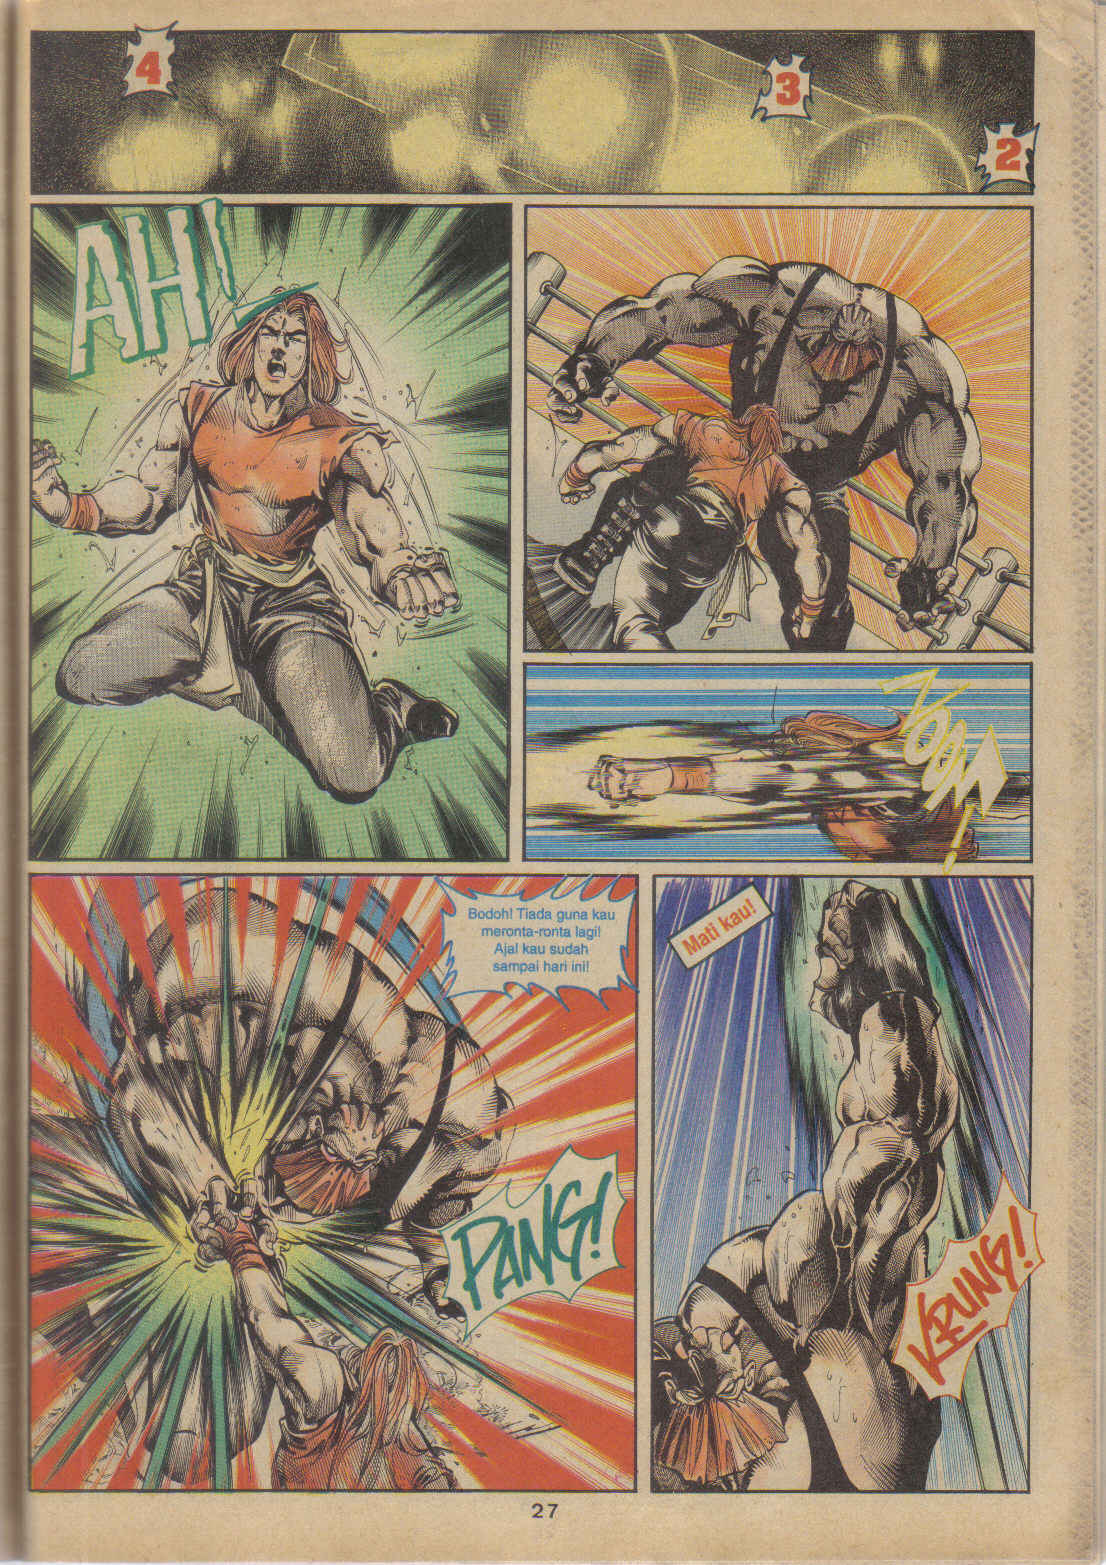 4
3
2
AH!
ZOOM!
Bodoh! Tiada guna kau
meronta-ronta lagi!
Ajal kau sudah
sampai hari ini!
PANG!
Mati kau!
KRUNG!
27